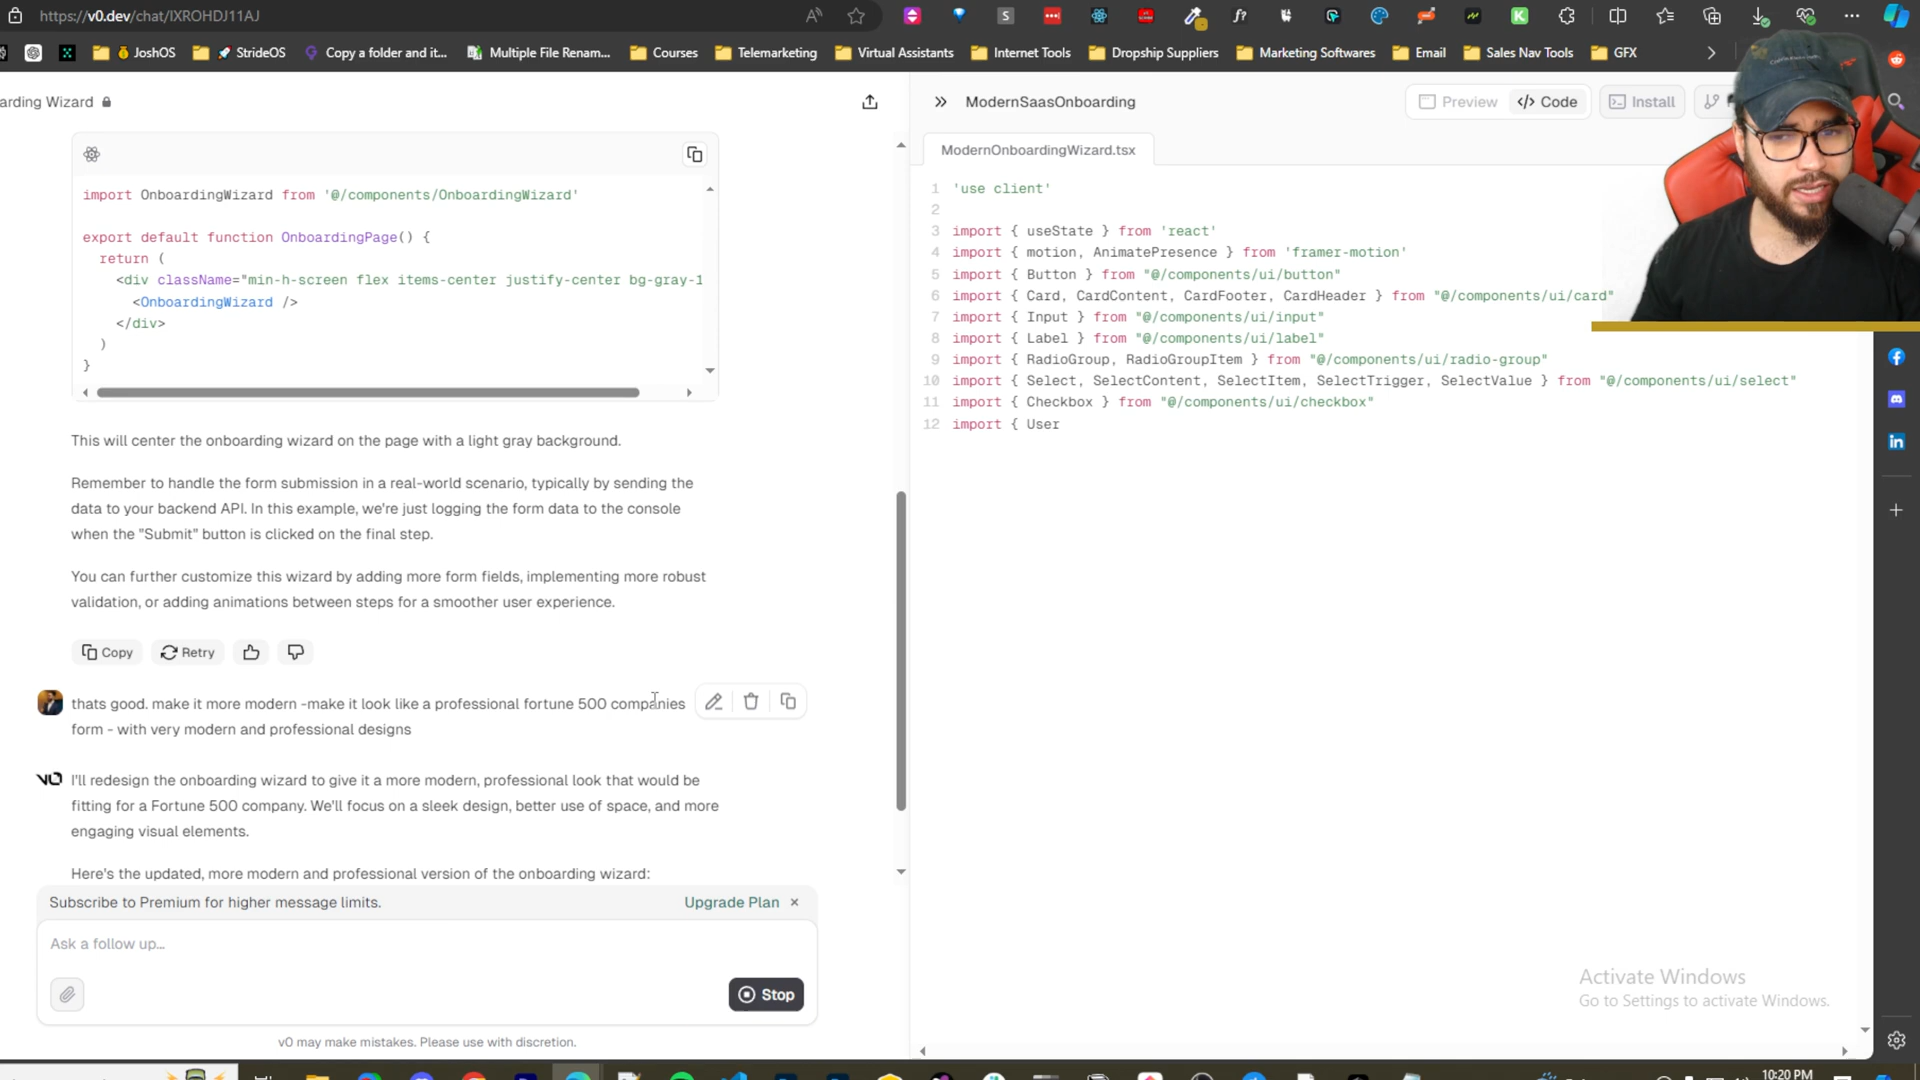 https://v0.dev/chat/IXROHDJ11AJ
JoshOS
StrideOS
Copy a folder and it...
Multiple File Renam...
Courses
Telemarketing
Virtual Assistants
Internet Tools
Dropship Suppliers
Marketing Softwares
Email
Sales Nav Tools
GFX
arding Wizard
import OnboardingWizard from '@/components/OnboardingWizard'
export default function OnboardingPage() {
return (
<div className="min-h-screen flex items-center justify-center bg-gray-1
<OnboardingWizard />
</div>
)
}
This will center the onboarding wizard on the page with a light gray background.
Remember to handle the form submission in a real-world scenario, typically by sending the
data to your backend API. In this example, we're just logging the form data to the console
when the "Submit" button is clicked on the final step.
You can further customize this wizard by adding more form fields, implementing more robust
validation, or adding animations between steps for a smoother user experience.
Copy
Retry
thats good. make it more modern -make it look like a professional fortune 500 companies
form - with very modern and professional designs
I'll redesign the onboarding wizard to give it a more modern, professional look that would be
fitting for a Fortune 500 company. We'll focus on a sleek design, better use of space, and more
engaging visual elements.
Here's the updated, more modern and professional version of the onboarding wizard:
Subscribe to Premium for higher message limits.
Upgrade Plan
Ask a follow up...
Stop
v0 may make mistakes. Please use with discretion.
ModernSaasOnboarding
Preview
Code
Install
ModernOnboardingWizard.tsx
1 'use client'
2
3 import { useState } from 'react'
4 import { motion, AnimatePresence } from 'framer-motion'
5 import { Button } from "@/components/ui/button"
6 import { Card, CardContent, CardFooter, CardHeader } from "@/components/ui/card"
7 import { Input } from "@/components/ui/input"
8 import { Label } from "@/components/ui/label"
9 import { RadioGroup, RadioGroupItem } from "@/components/ui/radio-group"
10 import { Select, SelectContent, SelectItem, SelectTrigger, SelectValue } from "@/components/ui/select"
11 import { Checkbox } from "@/components/ui/checkbox"
12 import { User
Activate Windows
Go to Settings to activate Windows.
10:20 PM